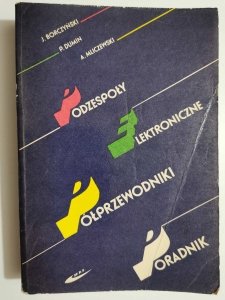 J. BORCZYŃSKI
P. DUMIN
A. MLICZEWSKI
PODZESPOŁY
ELEKTRONICZNE
PÓŁPRZEWODNIKI
PORADNIK